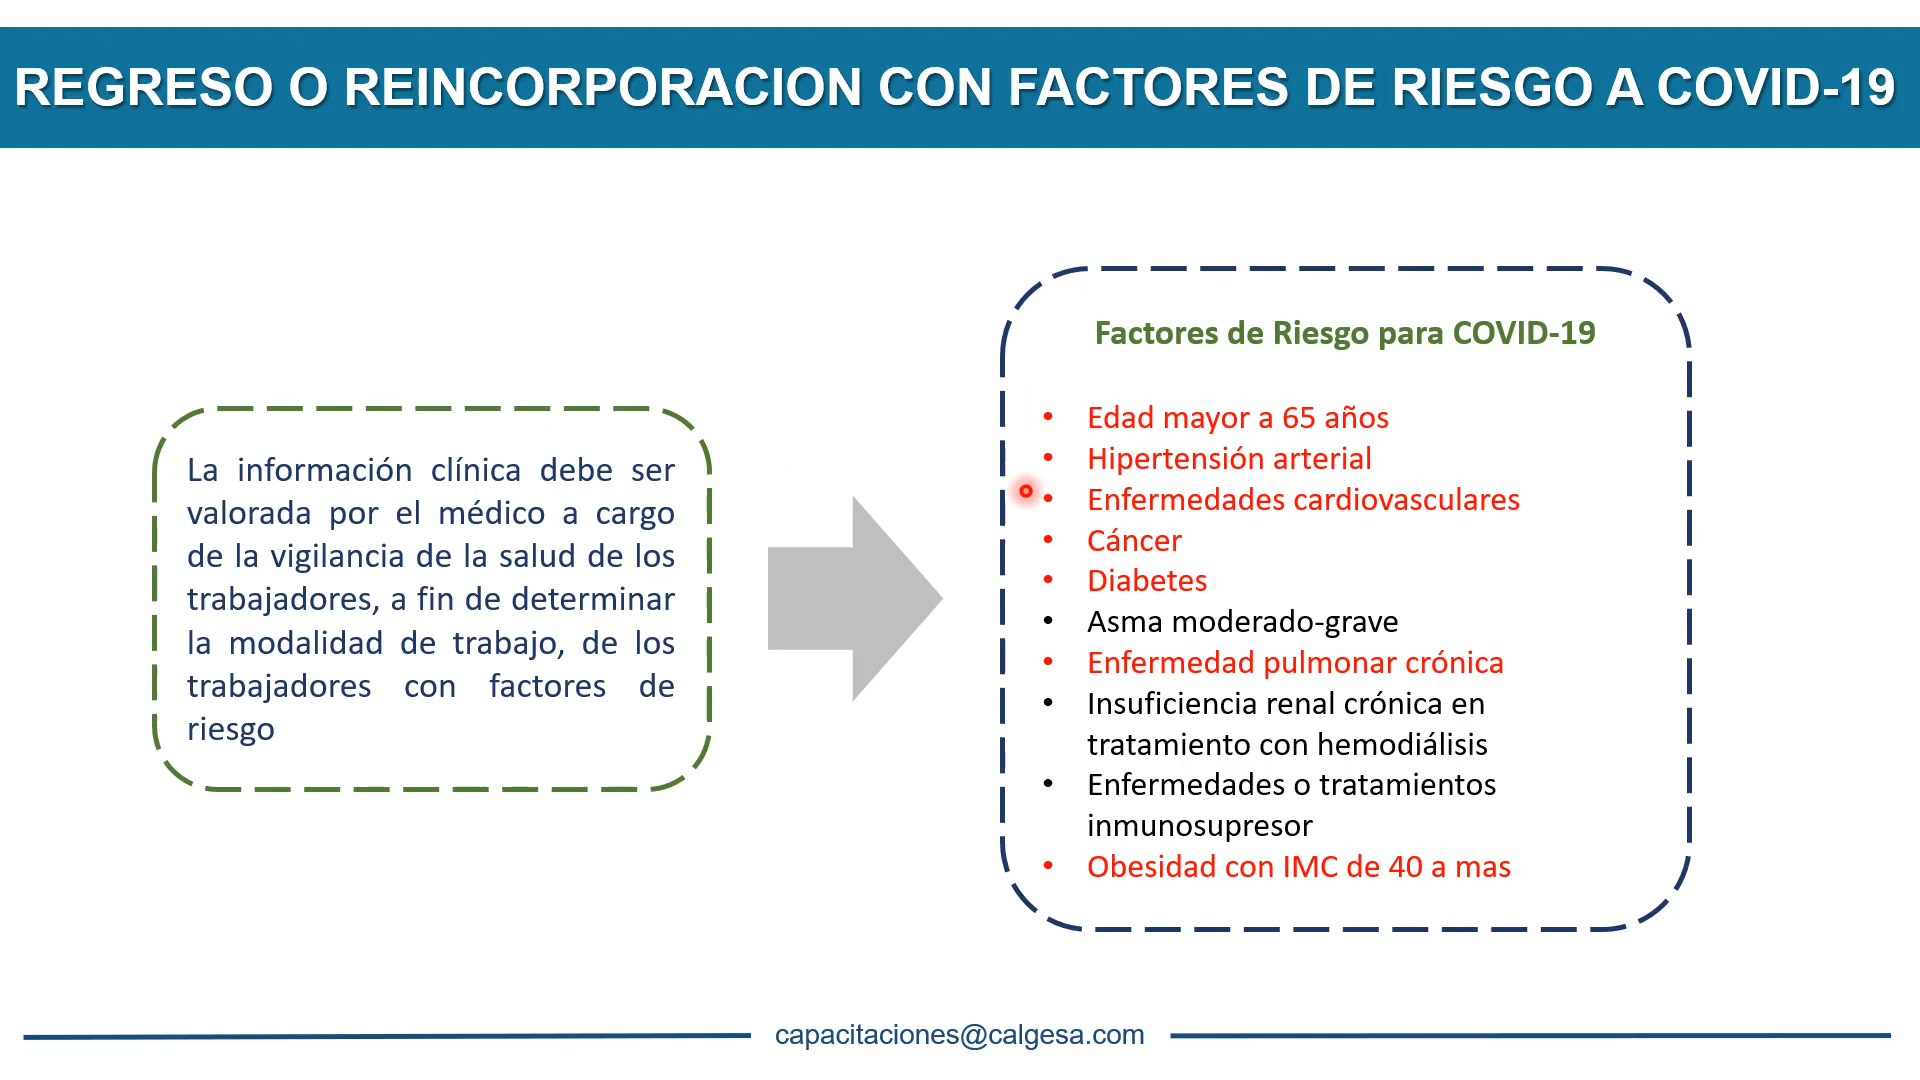 REGRESO O REINCORPORACION CON FACTORES DE RIESGO A COVID-19
La información clínica debe ser
valorada por el médico a cargo
de la vigilancia de la salud de los
trabajadores, a fin de determinar
la modalidad de trabajo, de los
trabajadores con factores de
riesgo
Factores de Riesgo para COVID-19
• Edad mayor a 65 años
• Hipertensión arterial
• Enfermedades cardiovasculares
• Cáncer
• Diabetes
• Asma moderado-grave
• Enfermedad pulmonar crónica
• Insuficiencia renal crónica en
tratamiento con hemodiálisis
• Enfermedades o tratamientos
inmunosupresor
• Obesidad con IMC de 40 a mas
capacitaciones@calgesa.com